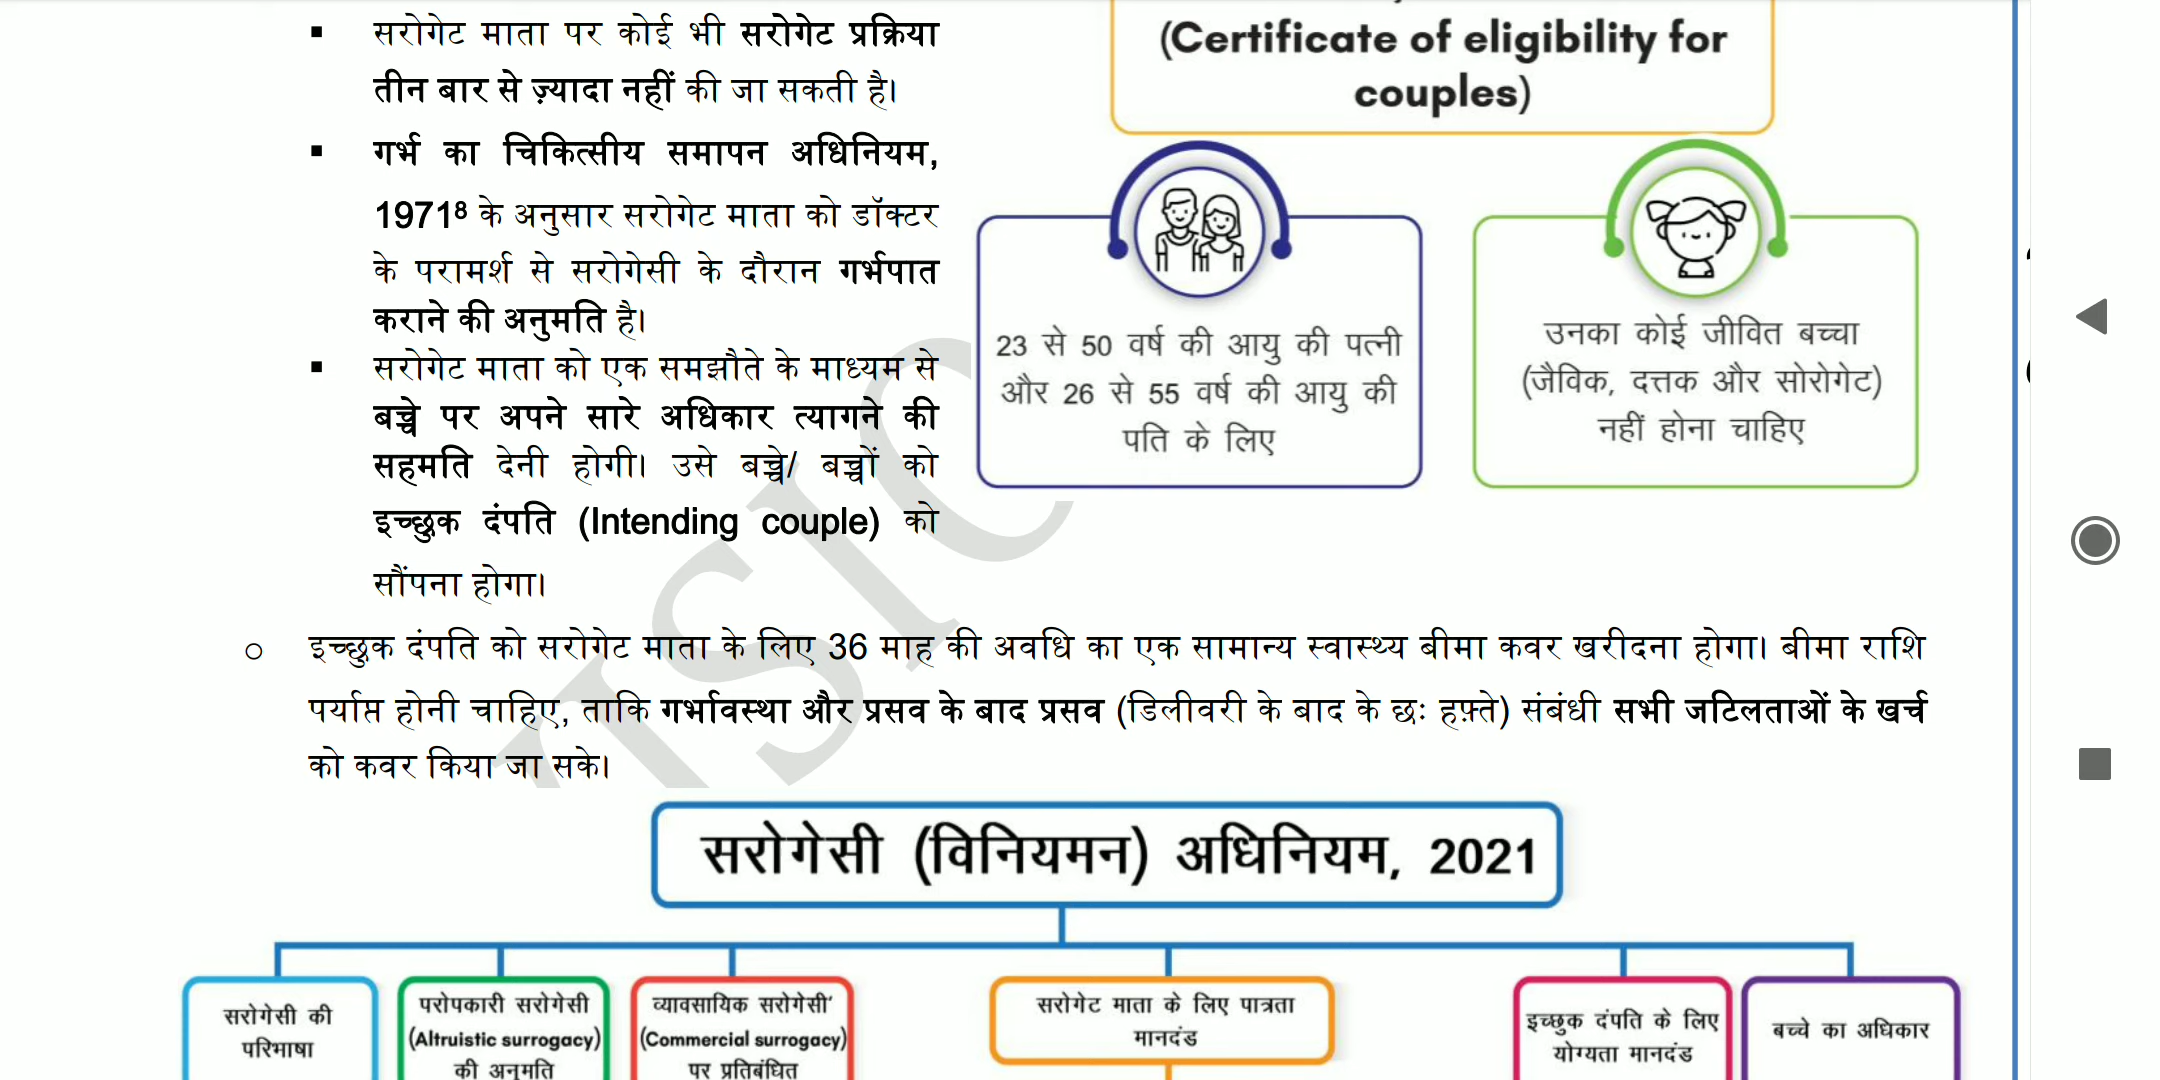 ▪ सरोगेट माता पर कोई भी सरोगेट प्रक्रिया
तीन बार से ज़्यादा नहीं की जा सकती है।
▪ गर्भ का चिकित्सीय समापन अधिनियम,
1971⁸ के अनुसार सरोगेट माता को डॉक्टर
के परामर्श से सरोगेसी के दौरान गर्भपात
कराने की अनुमति है।
▪ सरोगेट माता को एक समझौते के माध्यम से
बच्चे पर अपने सारे अधिकार त्यागने की
सहमति देनी होगी। उसे बच्चे/ बच्चों को
इच्छुक दंपति (Intending couple) को
सौंपना होगा।
(Certificate of eligibility for
couples)
23 से 50 वर्ष की आयु की पत्नी
और 26 से 55 वर्ष की आयु की
पति के लिए
उनका कोई जीवित बच्चा
(जैविक, दत्तक और सोरोगेट)
नहीं होना चाहिए
o इच्छुक दंपति को सरोगेट माता के लिए 36 माह की अवधि का एक सामान्य स्वास्थ्य बीमा कवर खरीदना होगा। बीमा राशि
पर्याप्त होनी चाहिए, ताकि गर्भावस्था और प्रसव के बाद प्रसव (डिलीवरी के बाद के छः हफ़्ते) संबंधी सभी जटिलताओं के खर्च
को कवर किया जा सके।
सरोगेसी (विनियमन) अधिनियम, 2021
सरोगेसी की
परिभाषा
परोपकारी सरोगेसी
(Altruistic surrogacy)
की अनुमति
व्यावसायिक सरोगेसी'
(Commercial surrogacy)
पर प्रतिबंधित
सरोगेट माता के लिए पात्रता
मानदंड
इच्छुक दंपति के लिए
योग्यता मानदंड
बच्चे का अधिकार